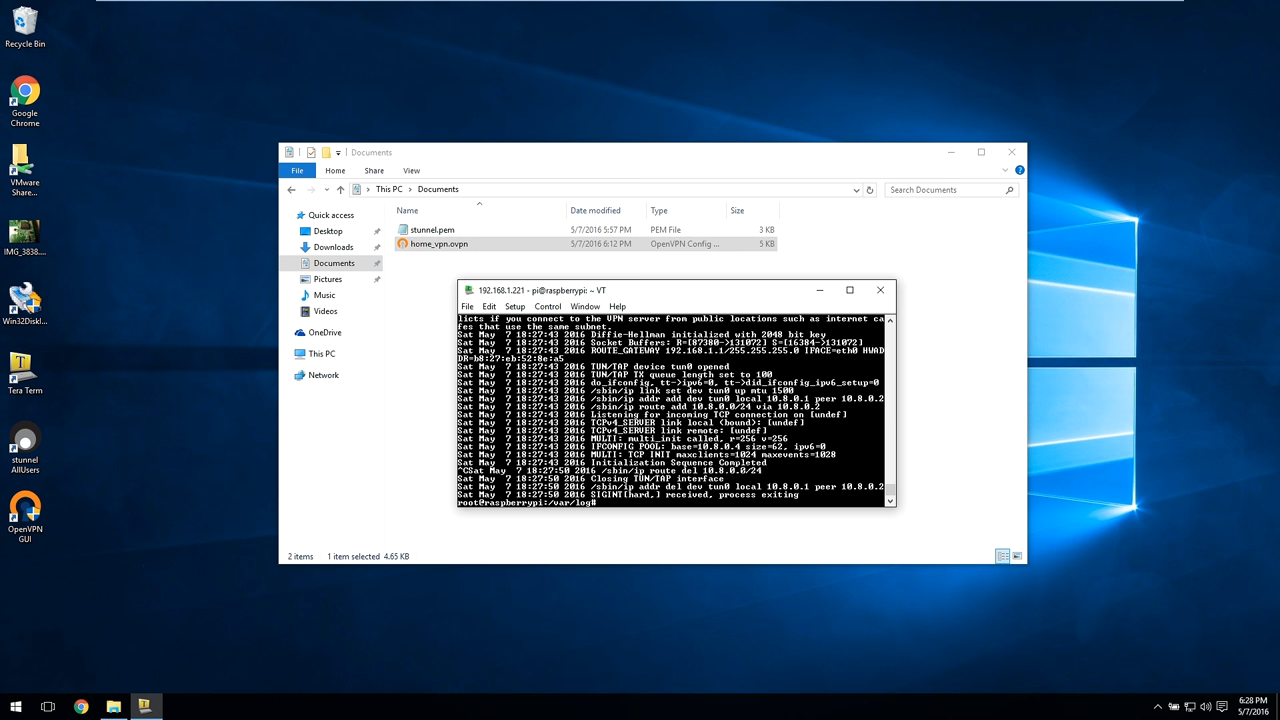 Recycle Bin
Google
Chrome
VMware
Share...
IMG_3838....
Win32DiskI...
Tera Term
stunnel
AllUsers
OpenVPN
GUI
Documents
File
Home
Share
View
This PC
Documents
Search Documents
Quick access
Desktop
Downloads
Documents
Pictures
Music
Videos
OneDrive
This PC
Network
Name
Date modified
Type
Size
stunnel.pem
5/7/2016 5:57 PM
PEM File
3 KB
home_vpn.ovpn
5/7/2016 6:12 PM
OpenVPN Config ...
5 KB
2 items
1 item selected 4.65 KB
192.168.1.221 - pi@raspberrypi: ~ VT
File Edit Setup Control Window Help
licts if you connect to the VPN server from public locations such as internet ca
fes that use the same subnet.
Sat May  7 18:27:43 2016 Diffie-Hellman initialized with 2048 bit key
Sat May  7 18:27:43 2016 Socket Buffers: R=[87380->131072] S=[16384->131072]
Sat May  7 18:27:43 2016 ROUTE_GATEWAY 192.168.1.1/255.255.255.0 IFACE=eth0 HWAD
DR=b8:27:eb:52:8e:a5
Sat May  7 18:27:43 2016 TUN/TAP device tun0 opened
Sat May  7 18:27:43 2016 TUN/TAP TX queue length set to 100
Sat May  7 18:27:43 2016 do_ifconfig, tt->ipv6=0, tt->did_ifconfig_ipv6_setup=0
Sat May  7 18:27:43 2016 /sbin/ip link set dev tun0 up mtu 1500
Sat May  7 18:27:43 2016 /sbin/ip addr add dev tun0 local 10.8.0.1 peer 10.8.0.2
Sat May  7 18:27:43 2016 /sbin/ip route add 10.8.0.0/24 via 10.8.0.2
Sat May  7 18:27:43 2016 Listening for incoming TCP connection on [undef]
Sat May  7 18:27:43 2016 TCPv4_SERVER link local (bound): [undef]
Sat May  7 18:27:43 2016 TCPv4_SERVER link remote: [undef]
Sat May  7 18:27:43 2016 MULTI: multi_init called, r=256 v=256
Sat May  7 18:27:43 2016 IFCONFIG POOL: base=10.8.0.4 size=62, ipv6=0
Sat May  7 18:27:43 2016 MULTI: TCP INIT maxclients=1024 maxevents=1028
Sat May  7 18:27:43 2016 Initialization Sequence Completed
^CSat May  7 18:27:50 2016 /sbin/ip route del 10.8.0.0/24
Sat May  7 18:27:50 2016 Closing TUN/TAP interface
Sat May  7 18:27:50 2016 /sbin/ip addr del dev tun0 local 10.8.0.1 peer 10.8.0.2
Sat May  7 18:27:50 2016 SIGINT[hard,] received, process exiting
root@raspberrypi:/var/log#
6:28 PM
5/7/2016